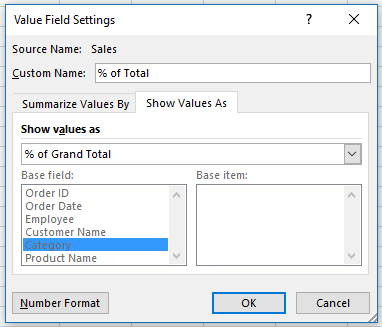 Value Field Settings
Source Name: Sales
Custom Name: % of Total
Summarize Values By Show Values As
Show values as
% of Grand Total
Base field: Base item:
Order ID
Order Date
Employee
Customer Name
Category
Product Name
Number Format OK Cancel